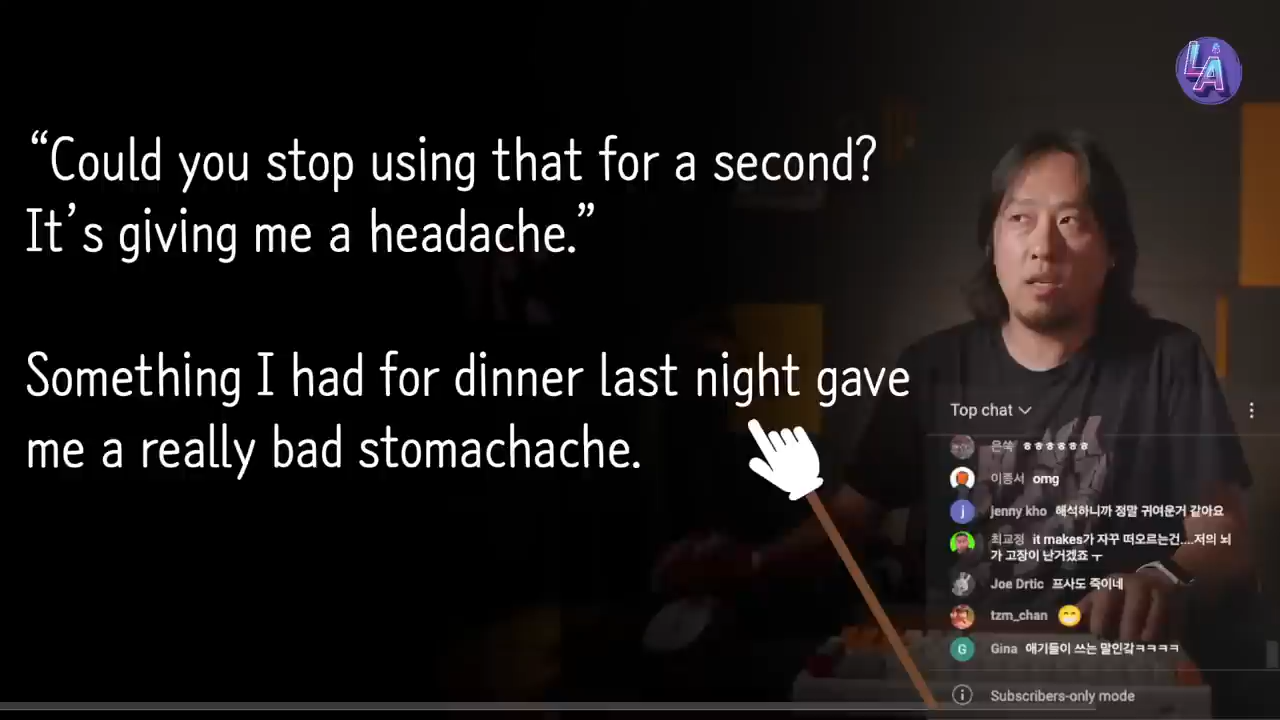 LA
“Could you stop using that for a second?
It’s giving me a headache.”
Something I had for dinner last night gave
me a really bad stomachache.
Top chat
은쑥 ㅎㅎㅎㅎㅎㅎ
이종서 omg
j
jenny kho 해석하니까 정말 귀여운거 같아요
최교정 it makes가 자꾸 떠오르는건....저의 뇌
가 고장이 난거겠죠 ㅜ
Joe Drtic 프사도 죽이네
tzm_chan 😁
G
Gina 애기들이 쓰는 말인감ㅋㅋㅋㅋ
Subscribers-only mode